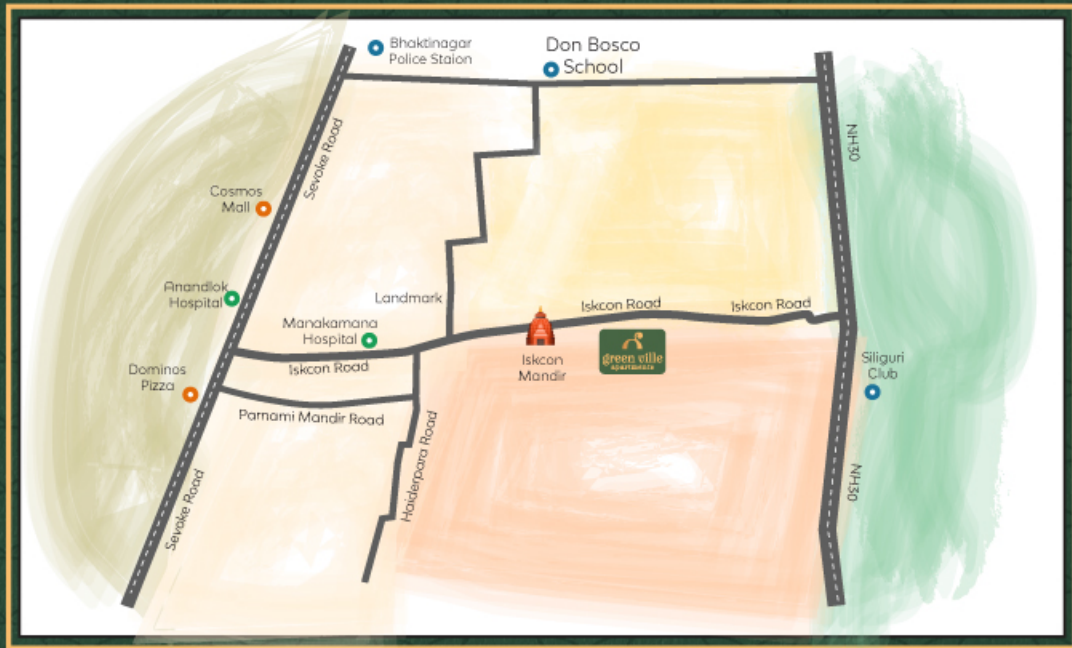 Bhaktinagar
Police Staion
Don Bosco
School
Sevoke Road
NH30
Cosmos
Mall
Anandlok
Hospital
Landmark
Manakamana
Hospital
Iskcon Road
Iskcon Road
Iskcon Road
green ville
apartments
Iskcon
Mandir
Siliguri
Club
Dominos
Pizza
Parnami Mandir Road
Haiderpara Road
Sevoke Road
NH30